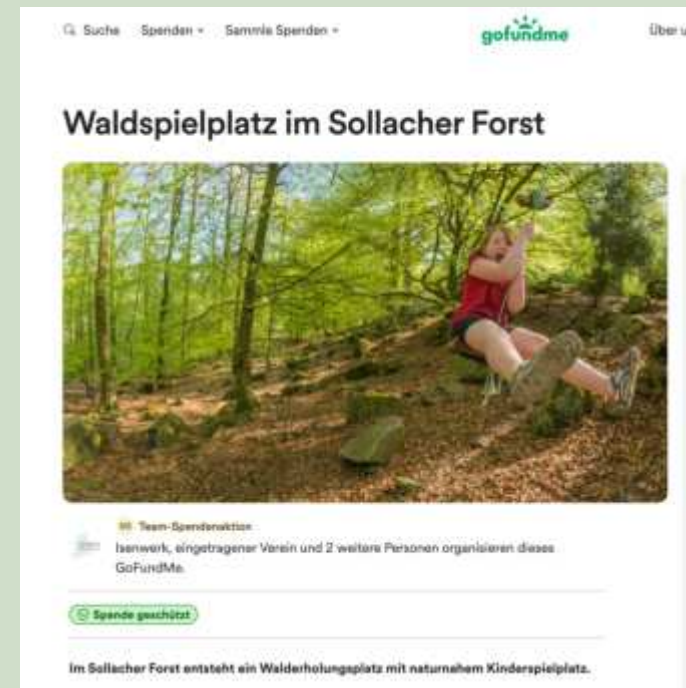 Suche Spenden Sammle Spenden gofundme Über u
Waldspielplatz im Sollacher Forst
Team-Spendenaktion
Isenwerk, eingetragener Verein und 2 weitere Personen organisieren dieses
GoFundMe.
Spende geschützt
Im Sollacher Forst entsteht ein Walderholungsplatz mit naturnahem Kinderspielplatz.